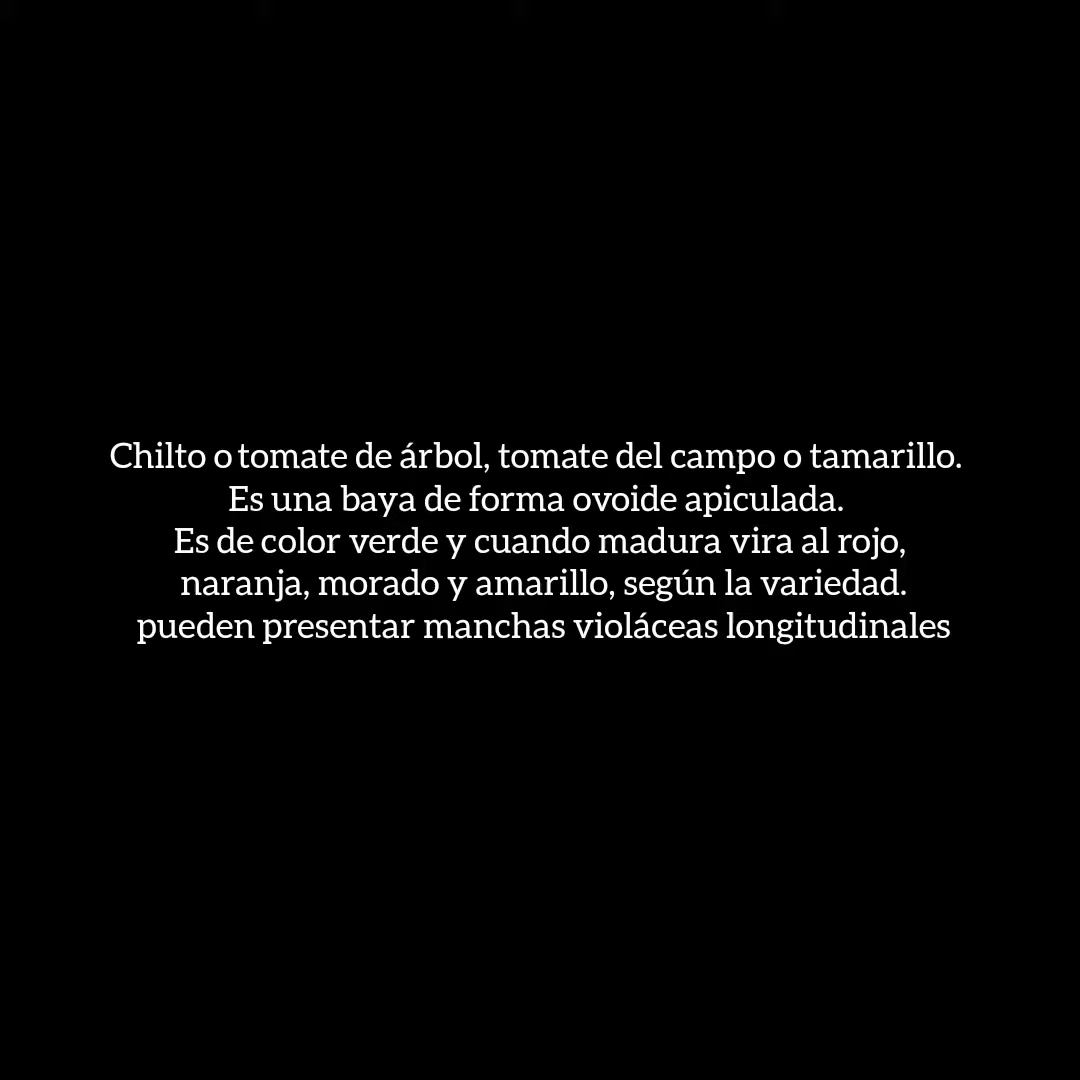 Chilto o tomate de árbol, tomate del campo o tamarillo.
Es una baya de forma ovoide apiculada.
Es de color verde y cuando madura vira al rojo,
naranja, morado y amarillo, según la variedad.
pueden presentar manchas violáceas longitudinales